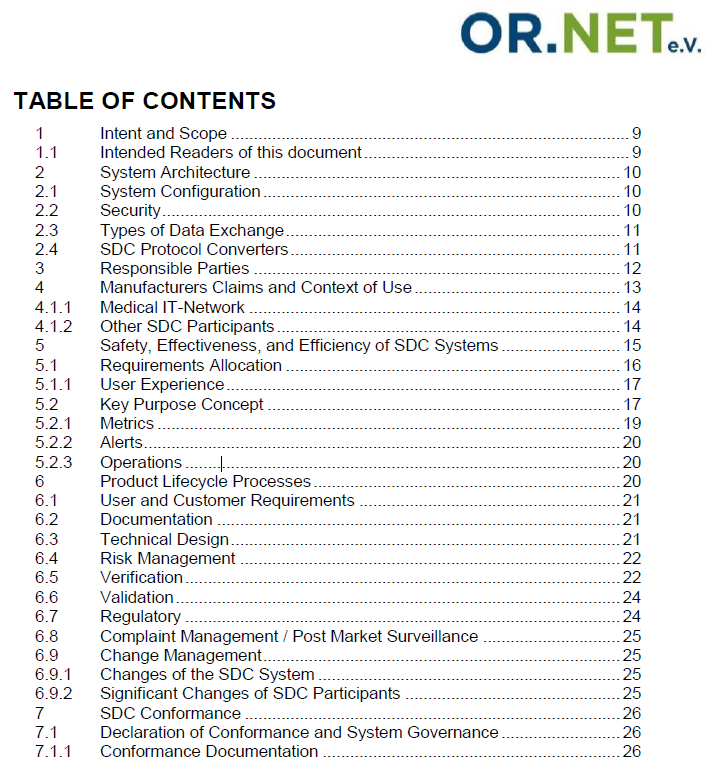 OR.NET e.V.
TABLE OF CONTENTS
1 Intent and Scope 9
1.1 Intended Readers of this document 9
2 System Architecture 10
2.1 System Configuration 10
2.2 Security 10
2.3 Types of Data Exchange 11
2.4 SDC Protocol Converters 11
3 Responsible Parties 12
4 Manufacturers Claims and Context of Use 13
4.1.1 Medical IT-Network 14
4.1.2 Other SDC Participants 14
5 Safety, Effectiveness, and Efficiency of SDC Systems 15
5.1 Requirements Allocation 16
5.1.1 User Experience 17
5.2 Key Purpose Concept 17
5.2.1 Metrics 19
5.2.2 Alerts 20
5.2.3 Operations 20
6 Product Lifecycle Processes 20
6.1 User and Customer Requirements 21
6.2 Documentation 21
6.3 Technical Design 21
6.4 Risk Management 22
6.5 Verification 22
6.6 Validation 24
6.7 Regulatory 24
6.8 Complaint Management / Post Market Surveillance 25
6.9 Change Management 25
6.9.1 Changes of the SDC System 25
6.9.2 Significant Changes of SDC Participants 25
7 SDC Conformance 26
7.1 Declaration of Conformance and System Governance 26
7.1.1 Conformance Documentation 26